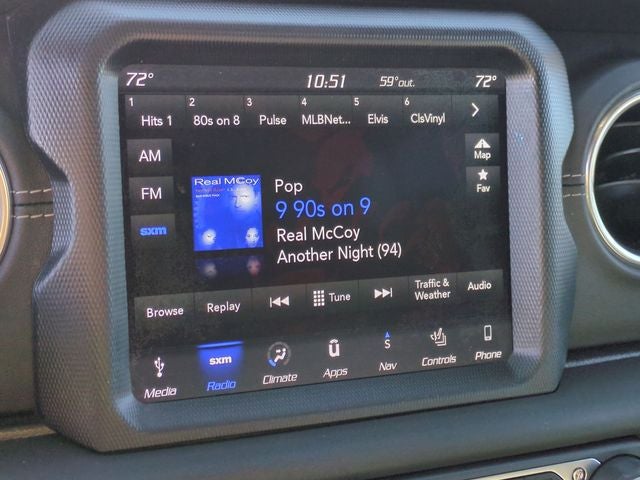 72° 10:51 59°out. 72°
1 2 3 4 5 6
Hits 1 80s on 8 Pulse MLBNet... Elvis ClsVinyl
AM
Map
FM
Fav
sxm
Real McCoy
Pop
9 90s on 9
Real McCoy
Another Night (94)
Browse Replay Tune Traffic & Weather Audio
S
sxm
Media Radio Climate Apps Nav Controls Phone